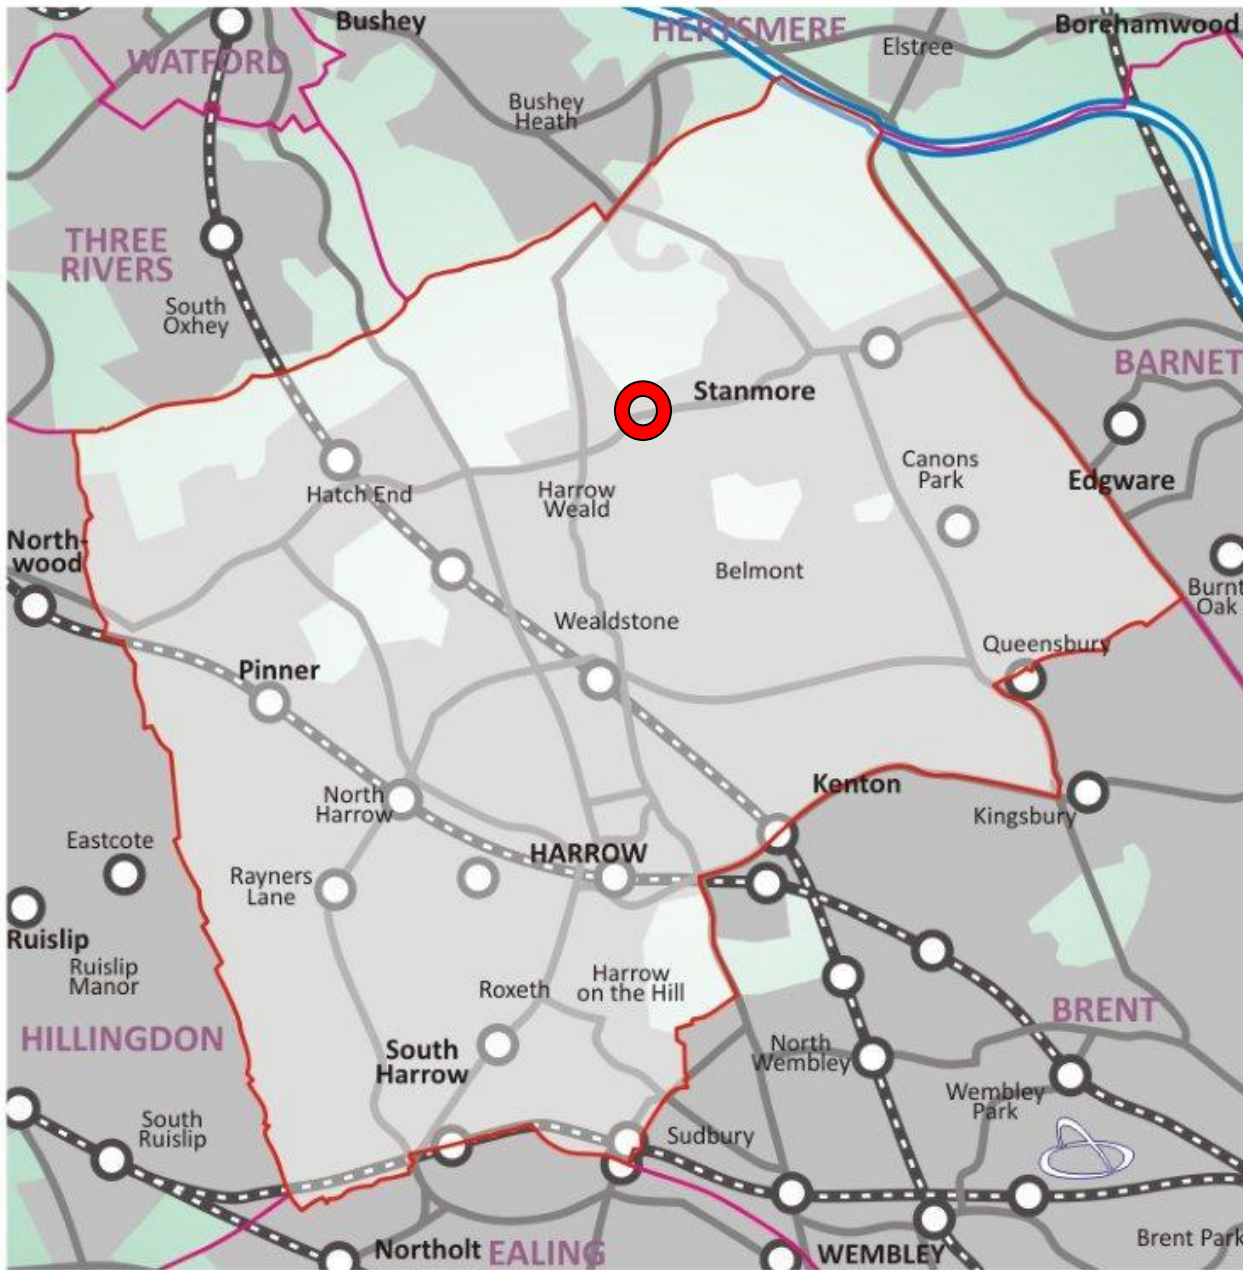 Bushey
HERTSMERE
Borehamwood
Elstree
WATFORD
Bushey
Heath
THREE
RIVERS
South
Oxhey
BARNET
Stanmore
Edgware
Canons
Park
Hatch End
Harrow
Weald
North-
wood
Belmont
Burnt
Oak
Wealdstone
Queensbury
Pinner
Kenton
North
Harrow
Kingsbury
Eastcote
HARROW
Rayners
Lane
Ruislip
Ruislip
Manor
Roxeth
Harrow
on the Hill
BRENT
HILLINGDON
South
Harrow
North
Wembley
Wembley
Park
South
Ruislip
Sudbury
Brent Park
Northolt
EALING
WEMBLEY